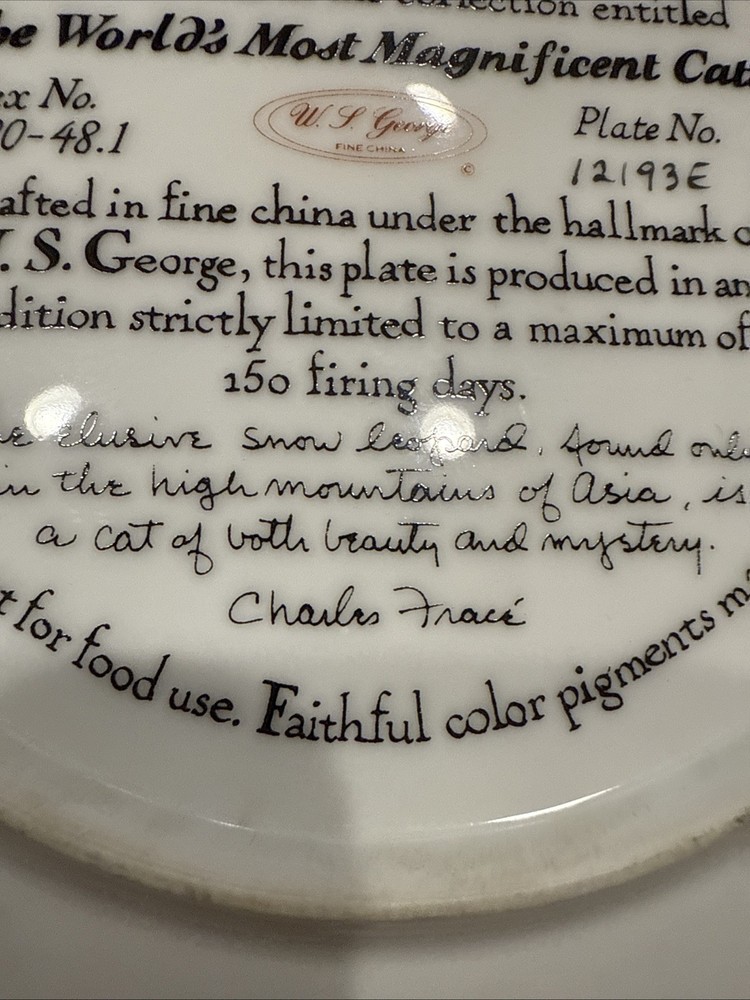 ection entitled
he World's Most Magnificent Cat
ex No.
0-48.1
W. S. George
FINE CHINA
©
Plate No.
12193E
afted in fine china under the hallmark o
. S. George, this plate is produced in an
dition strictly limited to a maximum of
150 firing days.
e elusive snow leopard, found only
in the high mountains of Asia, is
a cat of both beauty and mystery.
Charles Fracé
t for food use. Faithful color pigments m